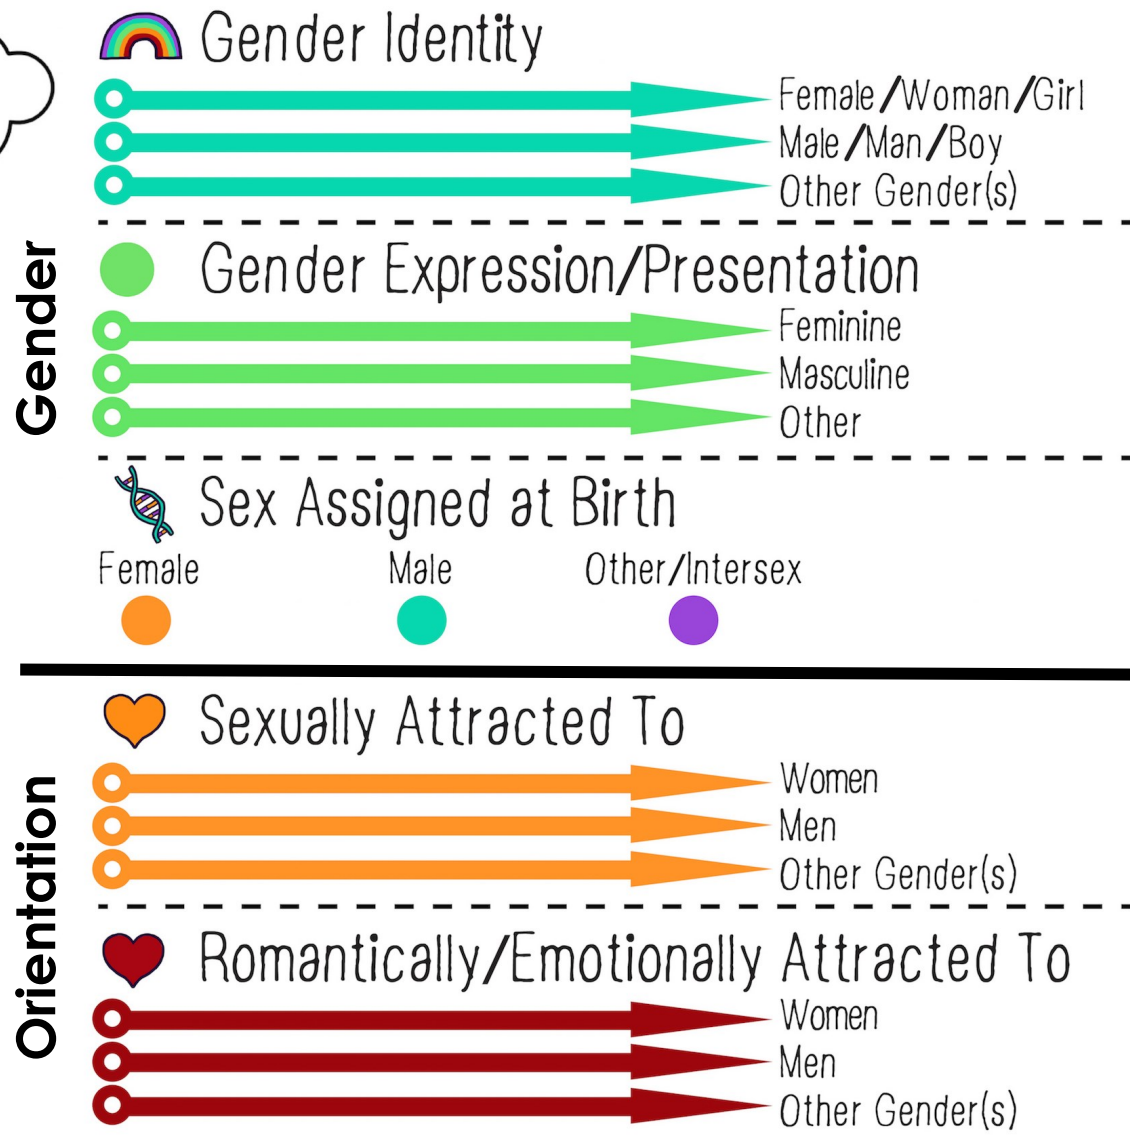 Gender Identity
Female/Woman/Girl
Male/Man/Boy
Other Gender(s)
Gender
Gender Expression/Presentation
Feminine
Masculine
Other
Sex Assigned at Birth
Female Male Other/Intersex
Orientation
Sexually Attracted To
Women
Men
Other Gender(s)
Romantically/Emotionally Attracted To
Women
Men
Other Gender(s)